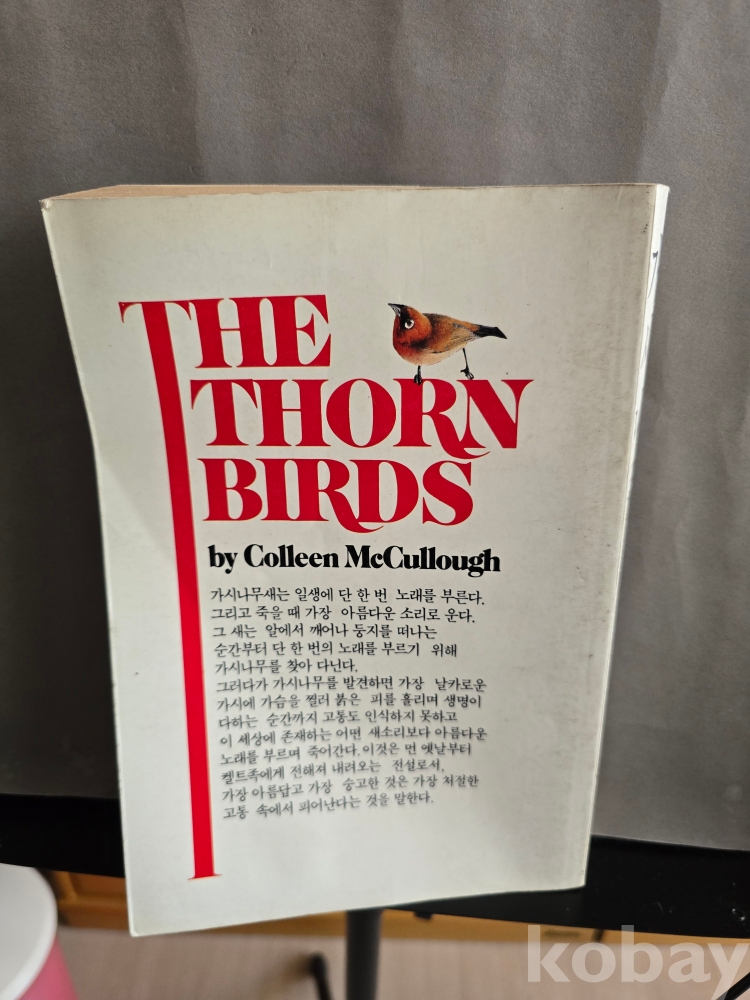 THE
THORN
BIRDS
by Colleen McCullough
가시나무새는 일생에 단 한 번 노래를 부른다.
그리고 죽을 때 가장 아름다운 소리로 운다.
그 새는 알에서 깨어나 둥지를 떠나는
순간부터 단 한 번의 노래를 부르기 위해
가시나무를 찾아 다닌다.
그러다가 가시나무를 발견하면 가장 날카로운
가시에 가슴을 찔러 붉은 피를 흘리며 생명이
다하는 순간까지 고통도 인식하지 못하고
이 세상에 존재하는 어떤 새소리보다 아름다운
노래를 부르며 죽어간다. 이것은 먼 옛날부터
켈트족에게 전해져 내려오는 전설로서,
가장 아름답고 가장 숭고한 것은 가장 처절한
고통 속에서 피어난다는 것을 말한다.
kobay